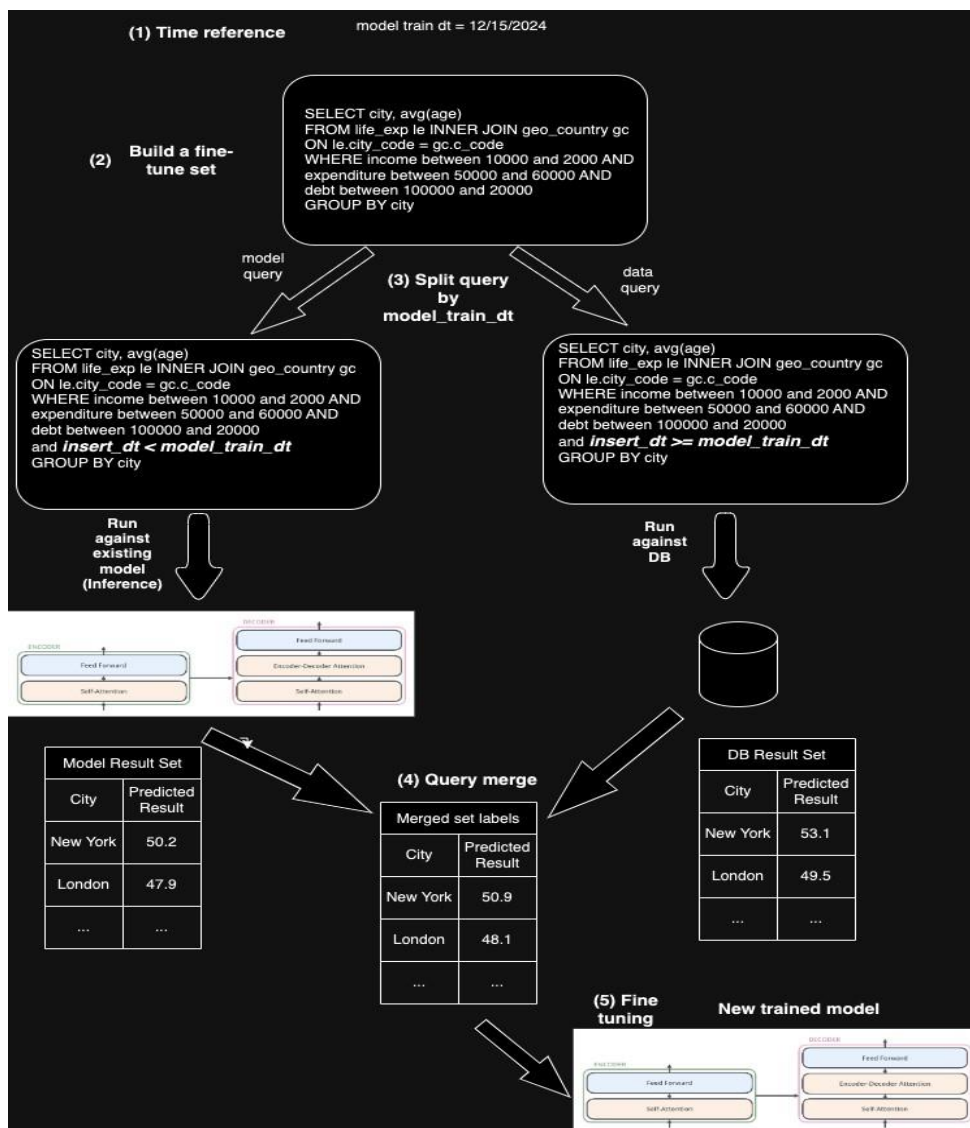 (1) Time reference
model train dt = 12/15/2024
SELECT city, avg(age)
FROM life_exp le INNER JOIN geo_country gc
ON le.city_code = gc.c_code
WHERE income between 10000 and 2000 AND
expenditure between 50000 and 60000 AND
debt between 100000 and 20000
GROUP BY city
(2) Build a fine-
tune set
model
query
(3) Split query
by
model_train_dt
data
query
SELECT city, avg(age)
FROM life_exp le INNER JOIN geo_country gc
ON le.city_code = gc.c_code
WHERE income between 10000 and 2000 AND
expenditure between 50000 and 60000 AND
debt between 100000 and 20000
and insert_dt < model_train_dt
GROUP BY city
SELECT city, avg(age)
FROM life_exp le INNER JOIN geo_country gc
ON le.city_code = gc.c_code
WHERE income between 10000 and 2000 AND
expenditure between 50000 and 60000 AND
debt between 100000 and 20000
and insert_dt >= model_train_dt
GROUP BY city
Run
against
existing
model
(Inference)
Run
against
DB
ENCODER
Feed Forward
Self-Attention
DECODER
Feed Forward
Encoder-Decoder Attention
Self-Attention
Model Result Set
City Predicted
Result
New York 50.2
London 47.9
... ...
(4) Query merge
Merged set labels
City Predicted
Result
New York 50.9
London 48.1
... ...
DB Result Set
City Predicted
Result
New York 53.1
London 49.5
... ...
(5) Fine
tuning
New trained model
ENCODER
Feed Forward
Self-Attention
DECODER
Feed Forward
Encoder-Decoder Attention
Self-Attention